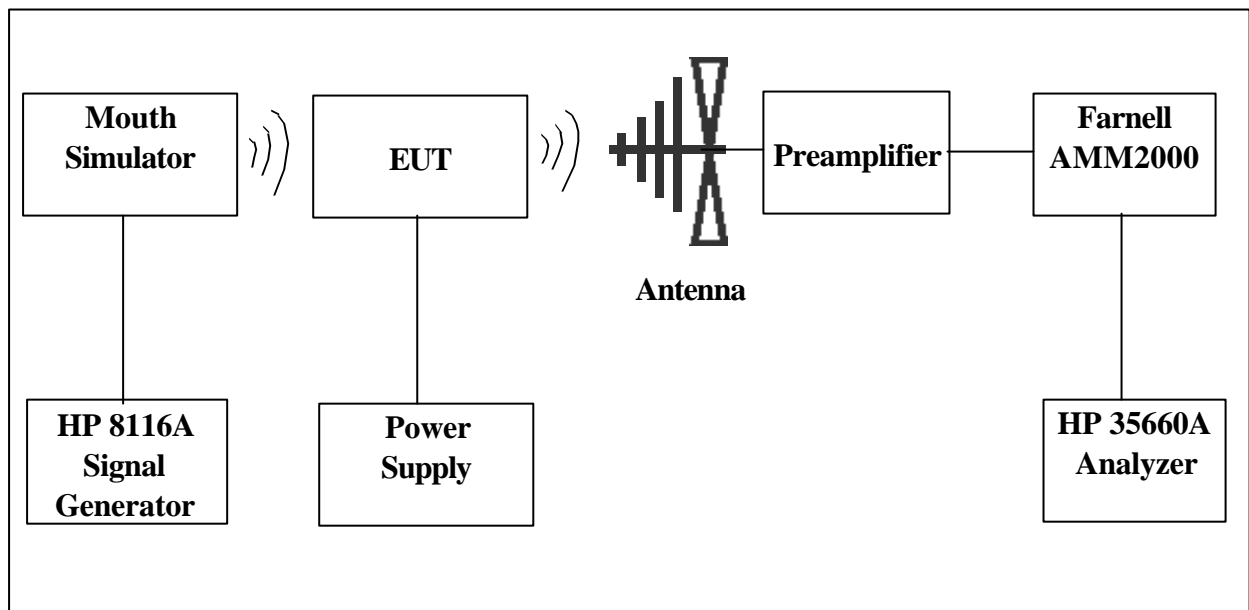 Mouth
Simulator
EUT
Antenna
Preamplifier
Farnell
AMM2000
HP 8116A
Signal
Generator
Power
Supply
HP 35660A
Analyzer